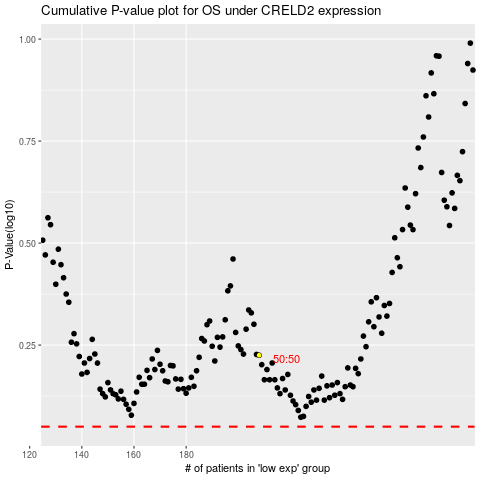 Cumulative P-value plot for OS under CRELD2 expression
P-Value(log10)
1.00
0.75
0.50
0.25
50:50
120 140 160 180
# of patients in 'low exp' group